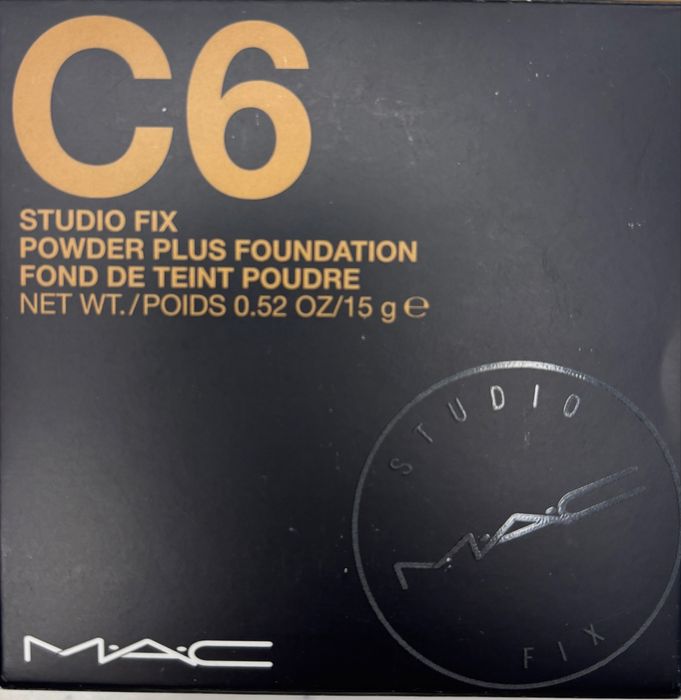 C6
STUDIO FIX
POWDER PLUS FOUNDATION
FOND DE TEINT POUDRE
NET WT./POIDS 0.52 OZ/15 g ℮
STUDIO
M·A·C
FIX
M·A·C